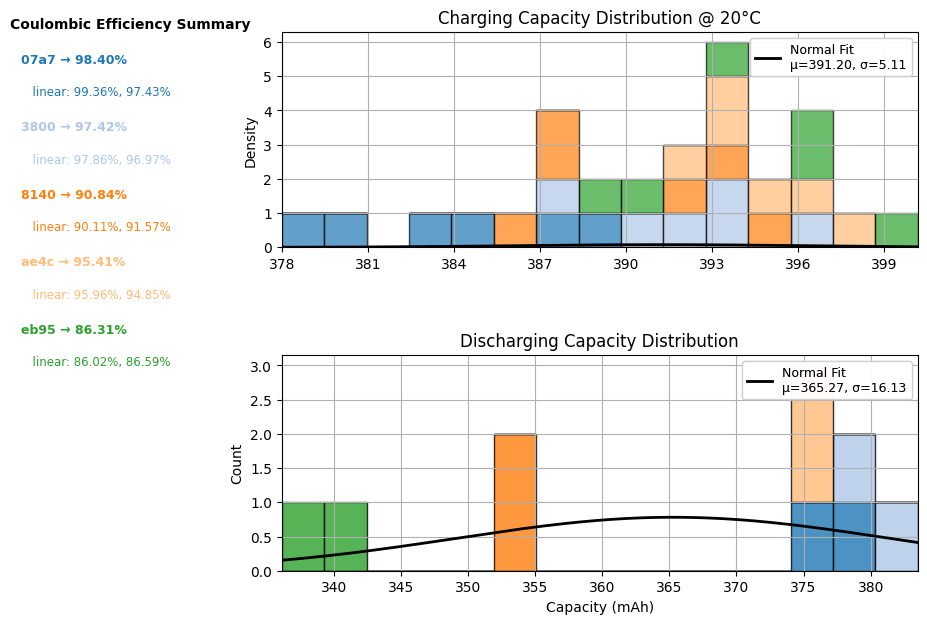 Coulombic Efficiency Summary
07a7 → 98.40%
linear: 99.36%, 97.43%
3800 → 97.42%
linear: 97.86%, 96.97%
8140 → 90.84%
linear: 90.11%, 91.57%
ae4c → 95.41%
linear: 95.96%, 94.85%
eb95 → 86.31%
linear: 86.02%, 86.59%
Charging Capacity Distribution @ 20°C
Normal Fit
μ=391.20, σ=5.11
Density
6
5
4
3
2
1
0
378 381 384 387 390 393 396 399
Discharging Capacity Distribution
Normal Fit
μ=365.27, σ=16.13
Count
3.0
2.5
2.0
1.5
1.0
0.5
0.0
340 345 350 355 360 365 370 375 380
Capacity (mAh)